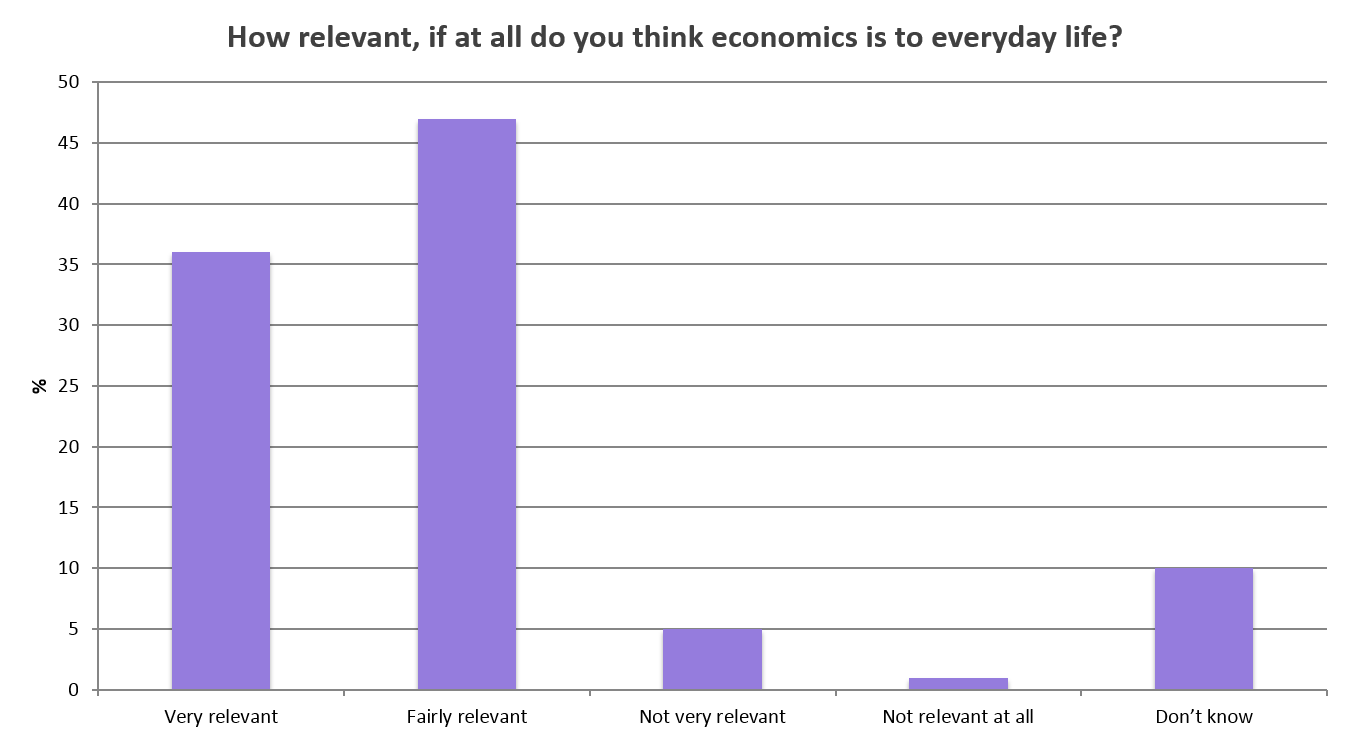 How relevant, if at all do you think economics is to everyday life?
50
45
40
35
30
25
20
15
10
5
0
%
Very relevant
Fairly relevant
Not very relevant
Not relevant at all
Don’t know